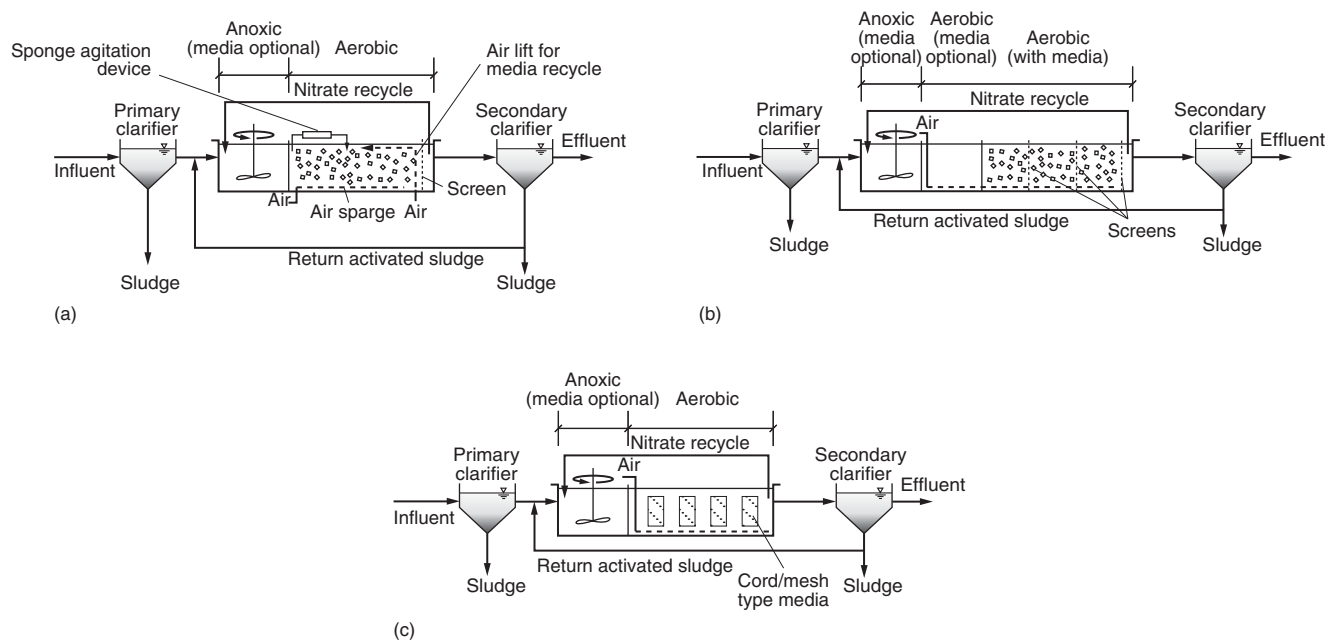 Anoxic
(media optional)
Aerobic
Sponge agitation
device
Air lift for
media recycle
Nitrate recycle
Primary
clarifier
Secondary
clarifier
Influent
Effluent
Screen
Air
Air sparge
Air
Return activated sludge
Sludge
Sludge
(a)
Anoxic
(media
optional)
Aerobic
(media
optional)
Aerobic
(with media)
Nitrate recycle
Primary
clarifier
Air
Secondary
clarifier
Influent
Effluent
Return activated sludge
Screens
Sludge
Sludge
(b)
Anoxic
(media optional)
Aerobic
Nitrate recycle
Primary
clarifier
Air
Secondary
clarifier
Influent
Effluent
Return activated sludge
Cord/mesh
type media
Sludge
Sludge
(c)